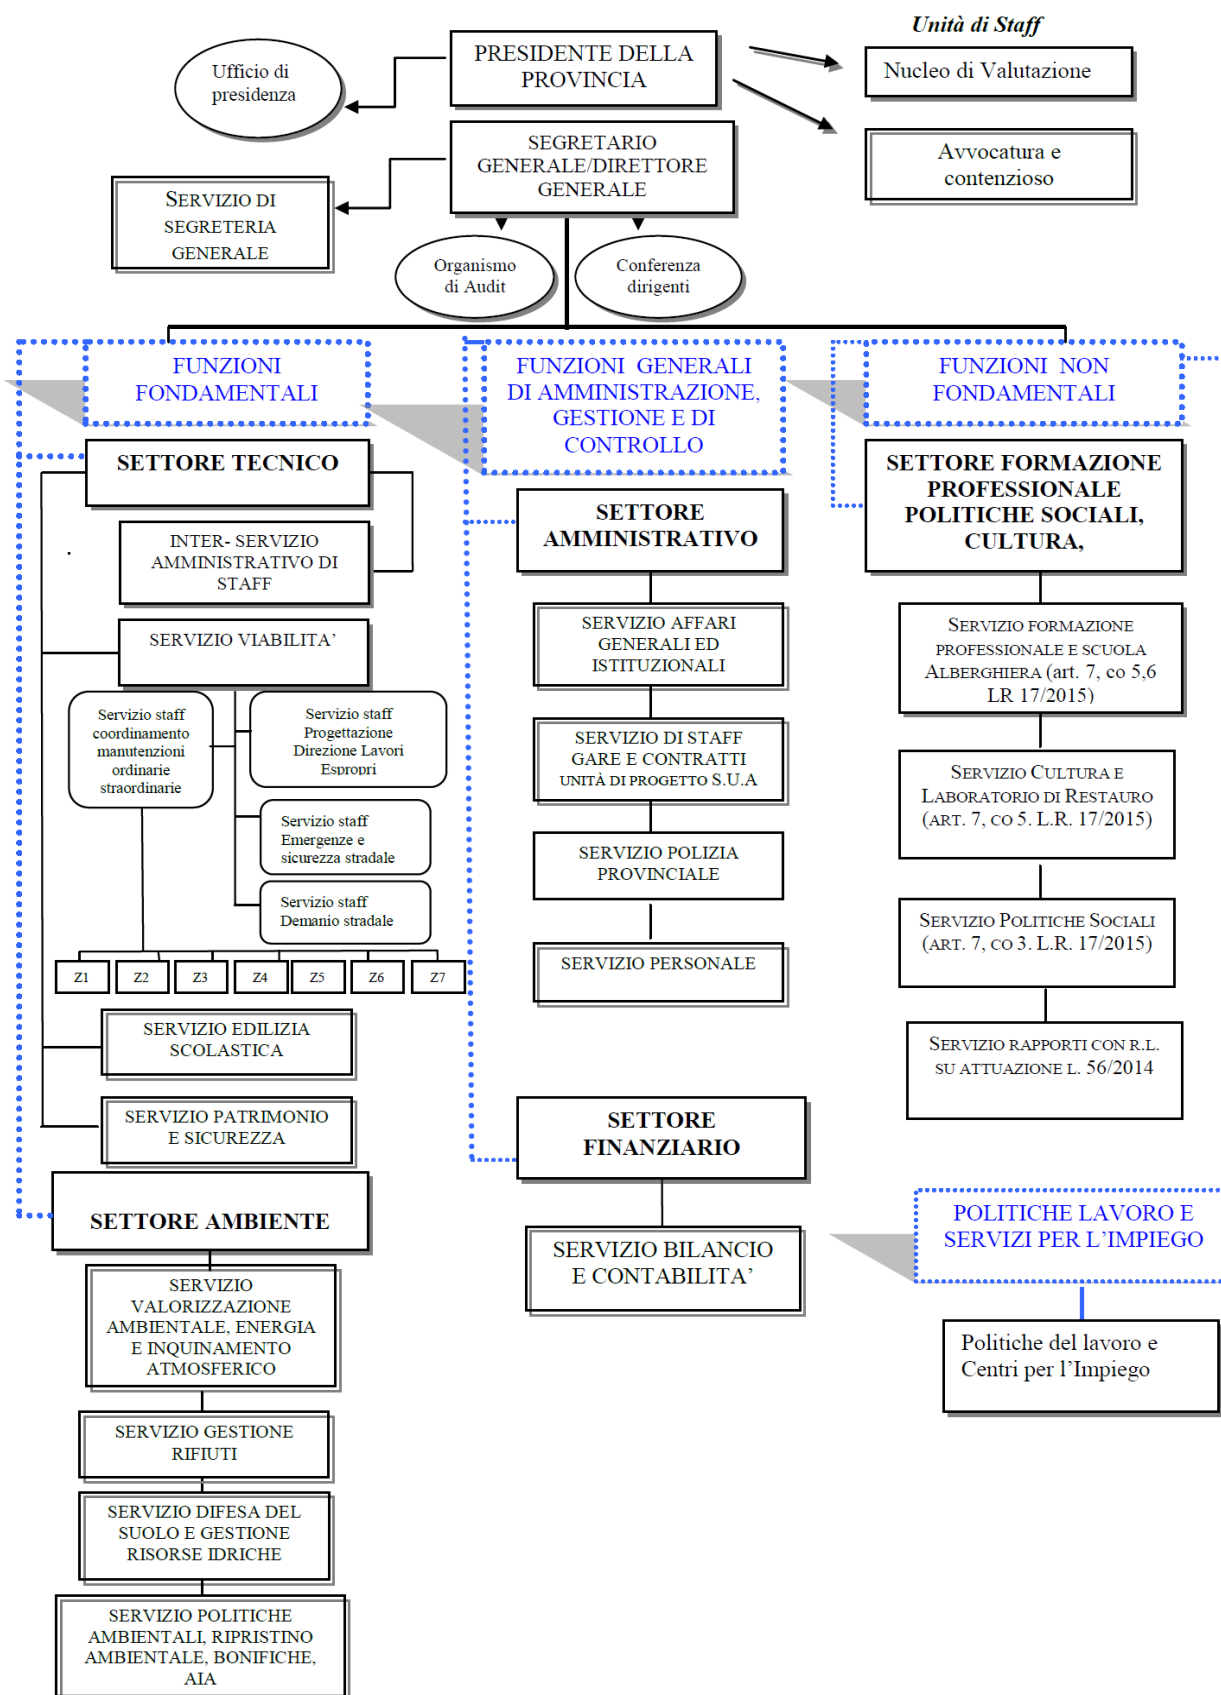 Unità di Staff
Ufficio di
presidenza
PRESIDENTE DELLA
PROVINCIA
Nucleo di Valutazione
SEGRETARIO
GENERALE/DIRETTORE
GENERALE
Avvocatura e
contenzioso
SERVIZIO DI
SEGRETERIA
GENERALE
Organismo
di Audit
Conferenza
dirigenti
FUNZIONI
FONDAMENTALI
SETTORE TECNICO
INTER- SERVIZIO
AMMINISTRATIVO DI
STAFF
SERVIZIO VIABILITA’
Servizio staff
coordinamento
manutenzioni
ordinarie
straordinarie
Servizio staff
Progettazione
Direzione Lavori
Espropri
Servizio staff
Emergenze e
sicurezza stradale
Servizio staff
Demanio stradale
Z1 Z2 Z3 Z4 Z5 Z6 Z7
SERVIZIO EDILIZIA
SCOLASTICA
SERVIZIO PATRIMONIO
E SICUREZZA
SETTORE AMBIENTE
SERVIZIO
VALORIZZAZIONE
AMBIENTALE, ENERGIA
E INQUINAMENTO
ATMOSFERICO
SERVIZIO GESTIONE
RIFIUTI
SERVIZIO DIFESA DEL
SUOLO E GESTIONE
RISORSE IDRICHE
SERVIZIO POLITICHE
AMBIENTALI, RIPRISTINO
AMBIENTALE, BONIFICHE,
AIA
FUNZIONI GENERALI
DI AMMINISTRAZIONE,
GESTIONE E DI
CONTROLLO
SETTORE
AMMINISTRATIVO
SERVIZIO AFFARI
GENERALI ED
ISTITUZIONALI
SERVIZIO DI STAFF
GARE E CONTRATTI
UNITÀ DI PROGETTO S.U.A
SERVIZIO POLIZIA
PROVINCIALE
SERVIZIO PERSONALE
SETTORE
FINANZIARIO
SERVIZIO BILANCIO
E CONTABILITA’
FUNZIONI NON
FONDAMENTALI
SETTORE FORMAZIONE
PROFESSIONALE
POLITICHE SOCIALI,
CULTURA,
SERVIZIO FORMAZIONE
PROFESSIONALE E SCUOLA
ALBERGHIERA (art. 7, co 5,6
LR 17/2015)
SERVIZIO CULTURA E
LABORATORIO DI RESTAURO
(ART. 7, CO 5. L.R. 17/2015)
SERVIZIO POLITICHE SOCIALI
(ART. 7, CO 3. L.R. 17/2015)
SERVIZIO RAPPORTI CON R.L.
SU ATTUAZIONE L. 56/2014
POLITICHE LAVORO E
SERVIZI PER L’IMPIEGO
Politiche del lavoro e
Centri per l’Impiego